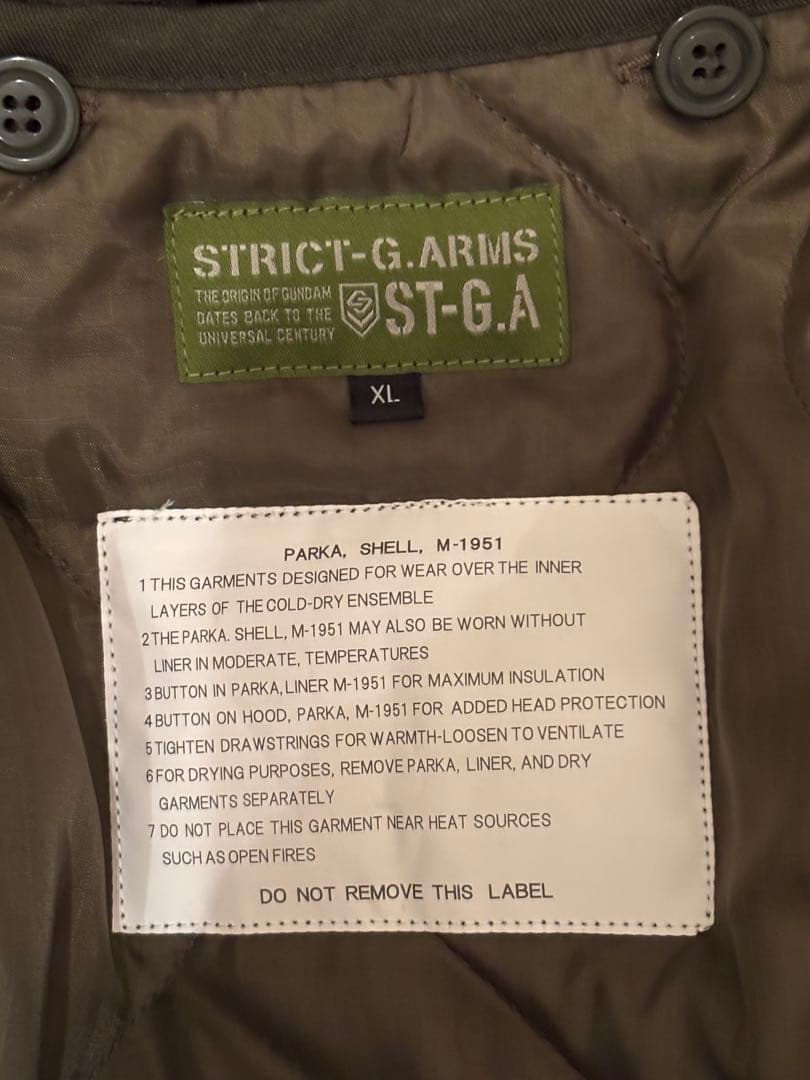 STRICT-G.ARMS
THE ORIGIN OF GUNDAM
DATES BACK TO THE
UNIVERSAL CENTURY
ST-G.A
XL
PARKA, SHELL, M-1951
1 THIS GARMENTS DESIGNED FOR WEAR OVER THE INNER
LAYERS OF THE COLD-DRY ENSEMBLE
2 THE PARKA. SHELL, M-1951 MAY ALSO BE WORN WITHOUT
LINER IN MODERATE, TEMPERATURES
3 BUTTON IN PARKA, LINER M-1951 FOR MAXIMUM INSULATION
4 BUTTON ON HOOD, PARKA, M-1951 FOR ADDED HEAD PROTECTION
5 TIGHTEN DRAWSTRINGS FOR WARMTH-LOOSEN TO VENTILATE
6 FOR DRYING PURPOSES, REMOVE PARKA, LINER, AND DRY
GARMENTS SEPARATELY
7 DO NOT PLACE THIS GARMENT NEAR HEAT SOURCES
SUCH AS OPEN FIRES
DO NOT REMOVE THIS LABEL